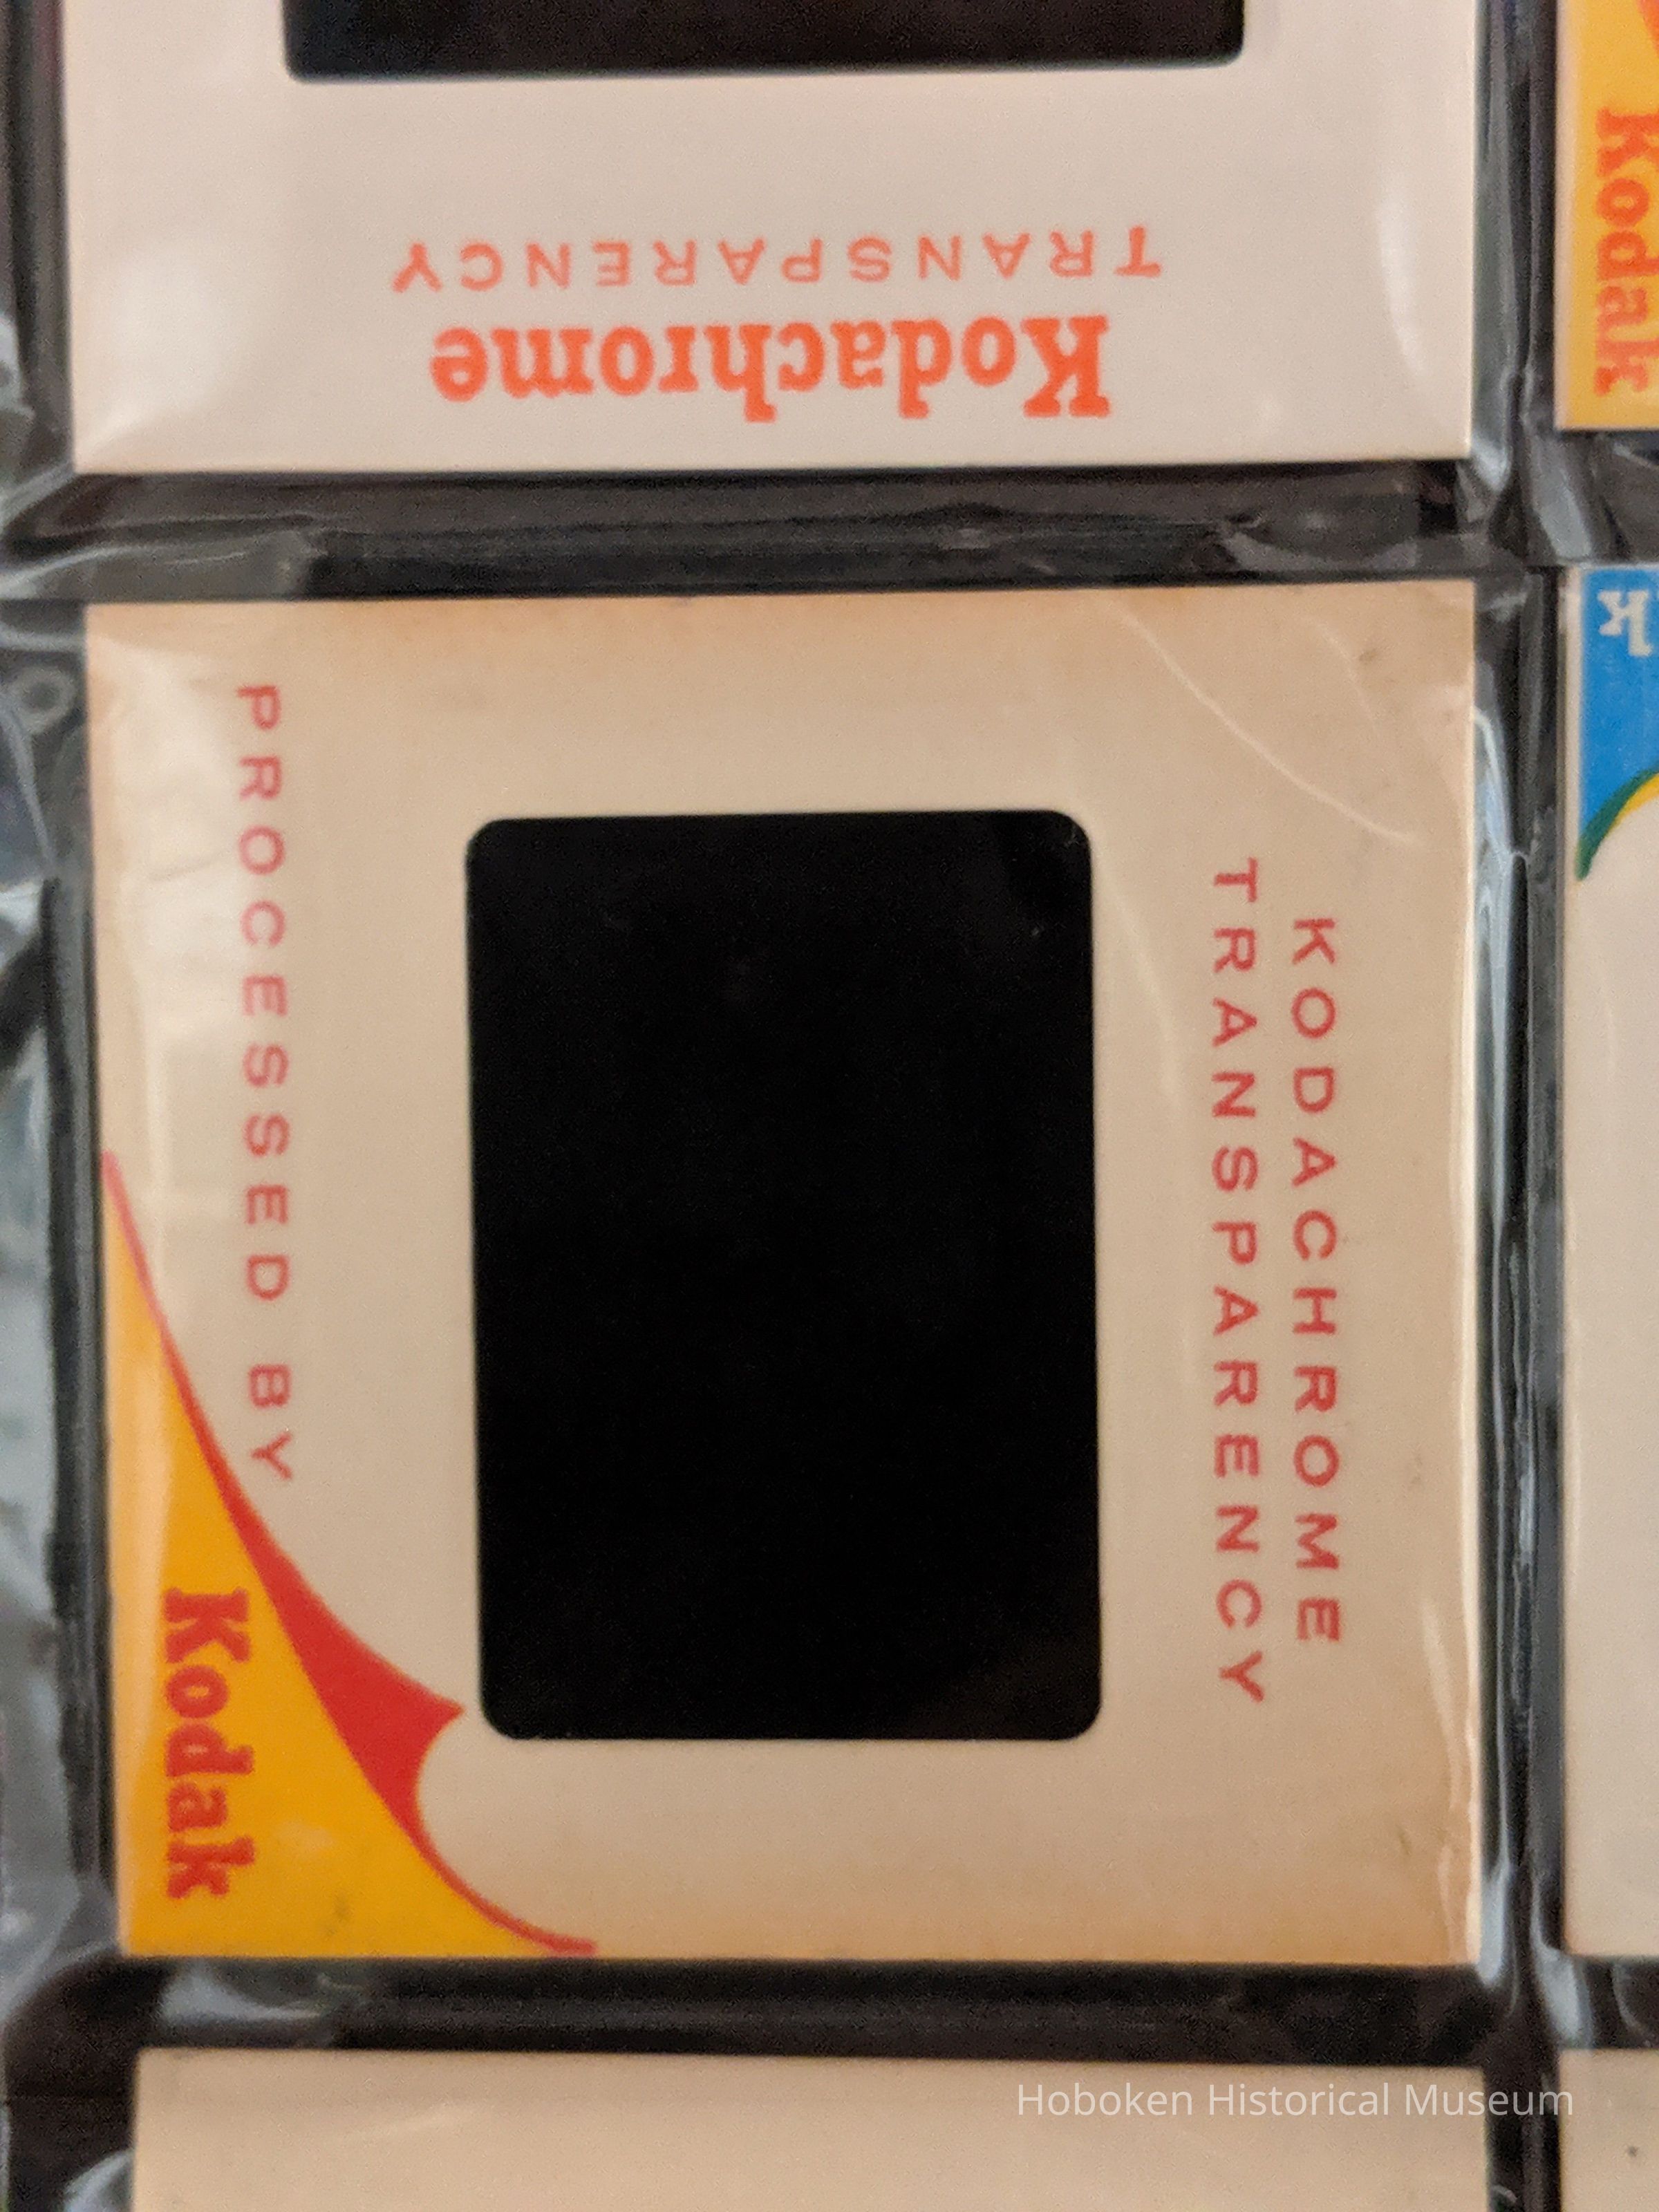 Kodachrome
TRANSPARENCY
Kodak
k
KODACHROME
TRANSPARENCY
PROCESSED BY
Kodak
Hoboken Historical Museum